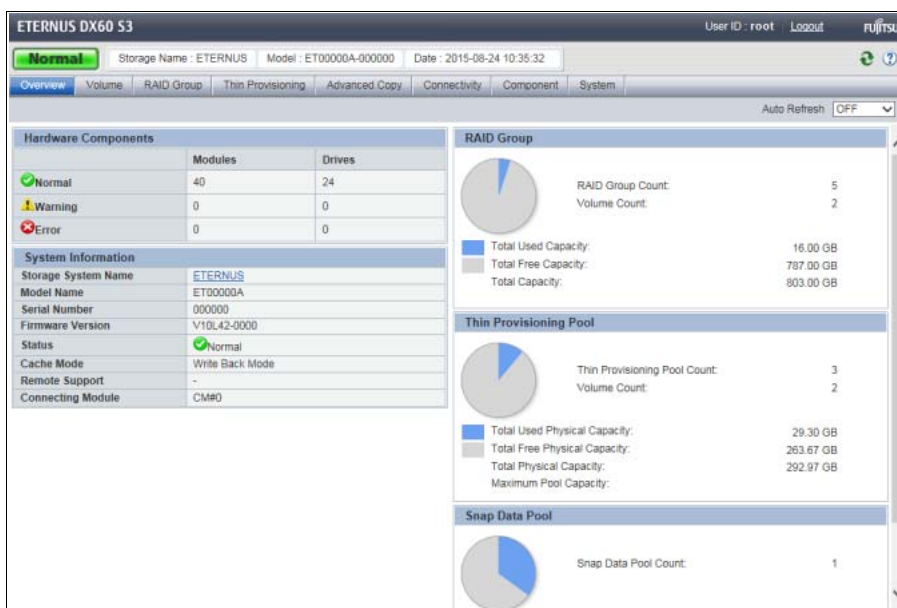 ETERNUS DX60 S3
User ID : root Logout FUJITSU
Normal Storage Name : ETERNUS Model : ET00000A-000000 Date : 2015-08-24 10:35:32
Overview Volume RAID Group Thin Provisioning Advanced Copy Connectivity Component System
Auto Refresh OFF
Hardware Components
Modules Drives
Normal 40 24
Warning 0 0
Error 0 0
System Information
Storage System Name ETERNUS
Model Name ET00000A
Serial Number 000000
Firmware Version V10L42-0000
Status Normal
Cache Mode Write Back Mode
Remote Support -
Connecting Module CM#0
RAID Group
RAID Group Count: 5
Volume Count: 2
Total Used Capacity: 16.00 GB
Total Free Capacity: 787.00 GB
Total Capacity: 803.00 GB
Thin Provisioning Pool
Thin Provisioning Pool Count: 3
Volume Count: 2
Total Used Physical Capacity: 29.30 GB
Total Free Physical Capacity: 263.67 GB
Total Physical Capacity: 292.97 GB
Maximum Pool Capacity:
Snap Data Pool
Snap Data Pool Count: 1